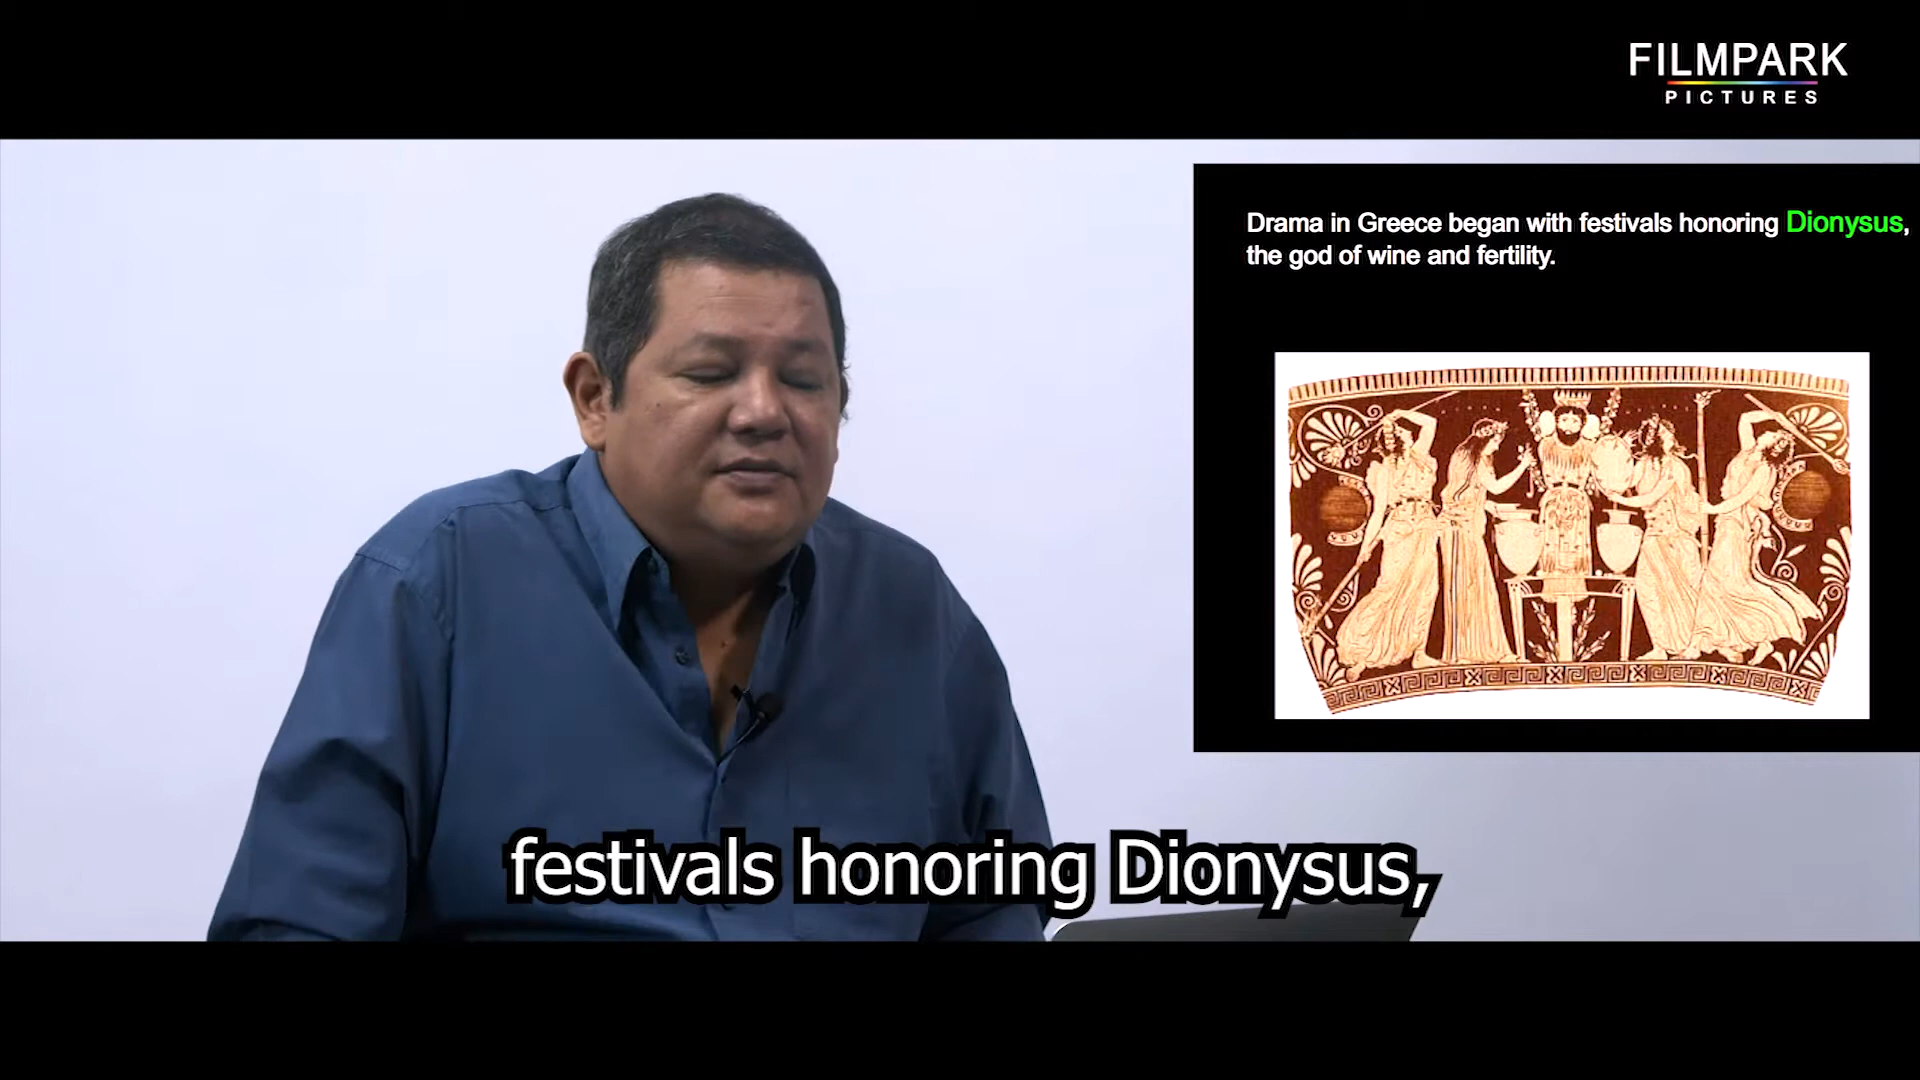 FILMPARK
PICTURES
Drama in Greece began with festivals honoring Dionysus,
the god of wine and fertility.
festivals honoring Dionysus,